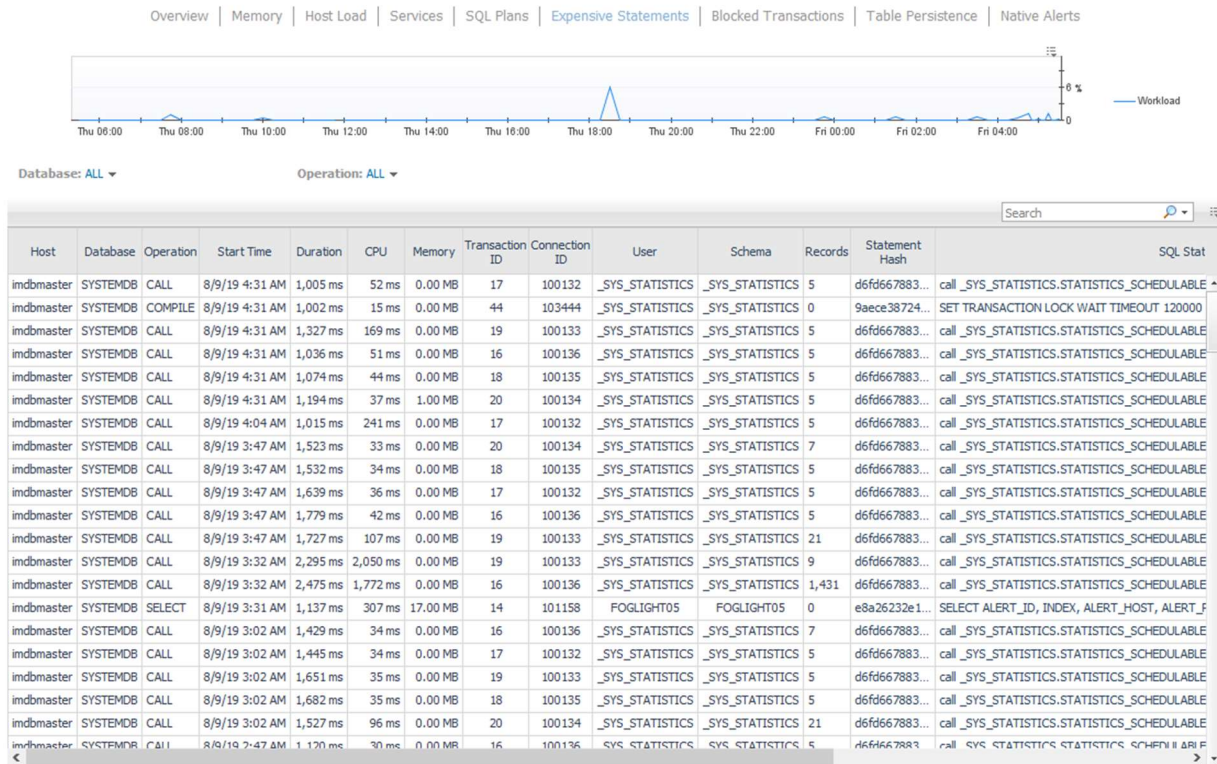 Overview | Memory | Host Load | Services | SQL Plans | Expensive Statements | Blocked Transactions | Table Persistence | Native Alerts
6 %
Workload
0
Thu 06:00 Thu 08:00 Thu 10:00 Thu 12:00 Thu 14:00 Thu 16:00 Thu 18:00 Thu 20:00 Thu 22:00 Fri 00:00 Fri 02:00 Fri 04:00
Database: ALL Operation: ALL
Search
Host Database Operation Start Time Duration CPU Memory Transaction ID Connection ID User Schema Records Statement Hash SQL Stat
imdbmaster SYSTEMDB CALL 8/9/19 4:31 AM 1,005 ms 52 ms 0.00 MB 17 100132 _SYS_STATISTICS _SYS_STATISTICS 5 d6fd667883... call _SYS_STATISTICS.STATISTICS_SCHEDULABLE
imdbmaster SYSTEMDB COMPILE 8/9/19 4:31 AM 1,002 ms 15 ms 0.00 MB 44 103444 _SYS_STATISTICS _SYS_STATISTICS 0 9aece38724... SET TRANSACTION LOCK WAIT TIMEOUT 120000
imdbmaster SYSTEMDB CALL 8/9/19 4:31 AM 1,327 ms 169 ms 0.00 MB 19 100133 _SYS_STATISTICS _SYS_STATISTICS 5 d6fd667883... call _SYS_STATISTICS.STATISTICS_SCHEDULABLE
imdbmaster SYSTEMDB CALL 8/9/19 4:31 AM 1,036 ms 51 ms 0.00 MB 16 100136 _SYS_STATISTICS _SYS_STATISTICS 5 d6fd667883... call _SYS_STATISTICS.STATISTICS_SCHEDULABLE
imdbmaster SYSTEMDB CALL 8/9/19 4:31 AM 1,074 ms 44 ms 0.00 MB 18 100135 _SYS_STATISTICS _SYS_STATISTICS 5 d6fd667883... call _SYS_STATISTICS.STATISTICS_SCHEDULABLE
imdbmaster SYSTEMDB CALL 8/9/19 4:31 AM 1,194 ms 37 ms 1.00 MB 20 100134 _SYS_STATISTICS _SYS_STATISTICS 5 d6fd667883... call _SYS_STATISTICS.STATISTICS_SCHEDULABLE
imdbmaster SYSTEMDB CALL 8/9/19 4:04 AM 1,015 ms 241 ms 0.00 MB 17 100132 _SYS_STATISTICS _SYS_STATISTICS 5 d6fd667883... call _SYS_STATISTICS.STATISTICS_SCHEDULABLE
imdbmaster SYSTEMDB CALL 8/9/19 3:47 AM 1,523 ms 33 ms 0.00 MB 20 100134 _SYS_STATISTICS _SYS_STATISTICS 7 d6fd667883... call _SYS_STATISTICS.STATISTICS_SCHEDULABLE
imdbmaster SYSTEMDB CALL 8/9/19 3:47 AM 1,532 ms 34 ms 0.00 MB 18 100135 _SYS_STATISTICS _SYS_STATISTICS 5 d6fd667883... call _SYS_STATISTICS.STATISTICS_SCHEDULABLE
imdbmaster SYSTEMDB CALL 8/9/19 3:47 AM 1,639 ms 36 ms 0.00 MB 17 100132 _SYS_STATISTICS _SYS_STATISTICS 5 d6fd667883... call _SYS_STATISTICS.STATISTICS_SCHEDULABLE
imdbmaster SYSTEMDB CALL 8/9/19 3:47 AM 1,779 ms 42 ms 0.00 MB 16 100136 _SYS_STATISTICS _SYS_STATISTICS 5 d6fd667883... call _SYS_STATISTICS.STATISTICS_SCHEDULABLE
imdbmaster SYSTEMDB CALL 8/9/19 3:47 AM 1,727 ms 107 ms 0.00 MB 19 100133 _SYS_STATISTICS _SYS_STATISTICS 21 d6fd667883... call _SYS_STATISTICS.STATISTICS_SCHEDULABLE
imdbmaster SYSTEMDB CALL 8/9/19 3:32 AM 2,295 ms 2,050 ms 0.00 MB 19 100133 _SYS_STATISTICS _SYS_STATISTICS 9 d6fd667883... call _SYS_STATISTICS.STATISTICS_SCHEDULABLE
imdbmaster SYSTEMDB CALL 8/9/19 3:32 AM 2,475 ms 1,772 ms 0.00 MB 16 100136 _SYS_STATISTICS _SYS_STATISTICS 1,431 d6fd667883... call _SYS_STATISTICS.STATISTICS_SCHEDULABLE
imdbmaster SYSTEMDB SELECT 8/9/19 3:31 AM 1,137 ms 307 ms 17.00 MB 14 101158 FOGLIGHT05 FOGLIGHT05 0 e8a26232e1... SELECT ALERT_ID, INDEX, ALERT_HOST, ALERT_F
imdbmaster SYSTEMDB CALL 8/9/19 3:02 AM 1,429 ms 34 ms 0.00 MB 16 100136 _SYS_STATISTICS _SYS_STATISTICS 7 d6fd667883... call _SYS_STATISTICS.STATISTICS_SCHEDULABLE
imdbmaster SYSTEMDB CALL 8/9/19 3:02 AM 1,445 ms 34 ms 0.00 MB 17 100132 _SYS_STATISTICS _SYS_STATISTICS 5 d6fd667883... call _SYS_STATISTICS.STATISTICS_SCHEDULABLE
imdbmaster SYSTEMDB CALL 8/9/19 3:02 AM 1,651 ms 35 ms 0.00 MB 19 100133 _SYS_STATISTICS _SYS_STATISTICS 5 d6fd667883... call _SYS_STATISTICS.STATISTICS_SCHEDULABLE
imdbmaster SYSTEMDB CALL 8/9/19 3:02 AM 1,682 ms 35 ms 0.00 MB 18 100135 _SYS_STATISTICS _SYS_STATISTICS 5 d6fd667883... call _SYS_STATISTICS.STATISTICS_SCHEDULABLE
imdbmaster SYSTEMDB CALL 8/9/19 3:02 AM 1,527 ms 96 ms 0.00 MB 20 100134 _SYS_STATISTICS _SYS_STATISTICS 21 d6fd667883... call _SYS_STATISTICS.STATISTICS_SCHEDULABLE
imdbmaster SYSTEMDB CALL 8/9/19 2:47 AM 1,120 ms 30 ms 0.00 MB 16 100136 _SYS_STATISTICS _SYS_STATISTICS 5 d6fd667883... call _SYS_STATISTICS.STATISTICS_SCHEDULABLE